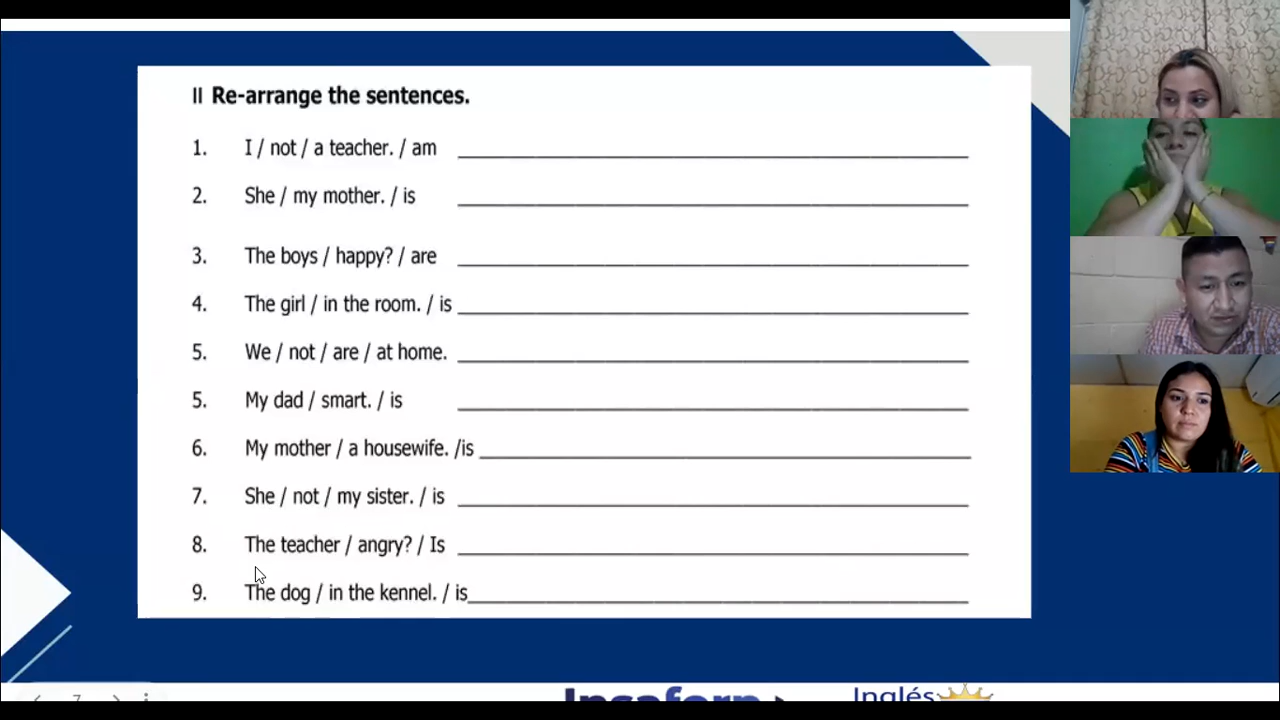 II Re-arrange the sentences.
1. I / not / a teacher. / am
2. She / my mother. / is
3. The boys / happy? / are
4. The girl / in the room. / is
5. We / not / are / at home.
5. My dad / smart. / is
6. My mother / a housewife. /is
7. She / not / my sister. / is
8. The teacher / angry? / Is
9. The dog / in the kennel. / is
7
Insaforp
Inglés